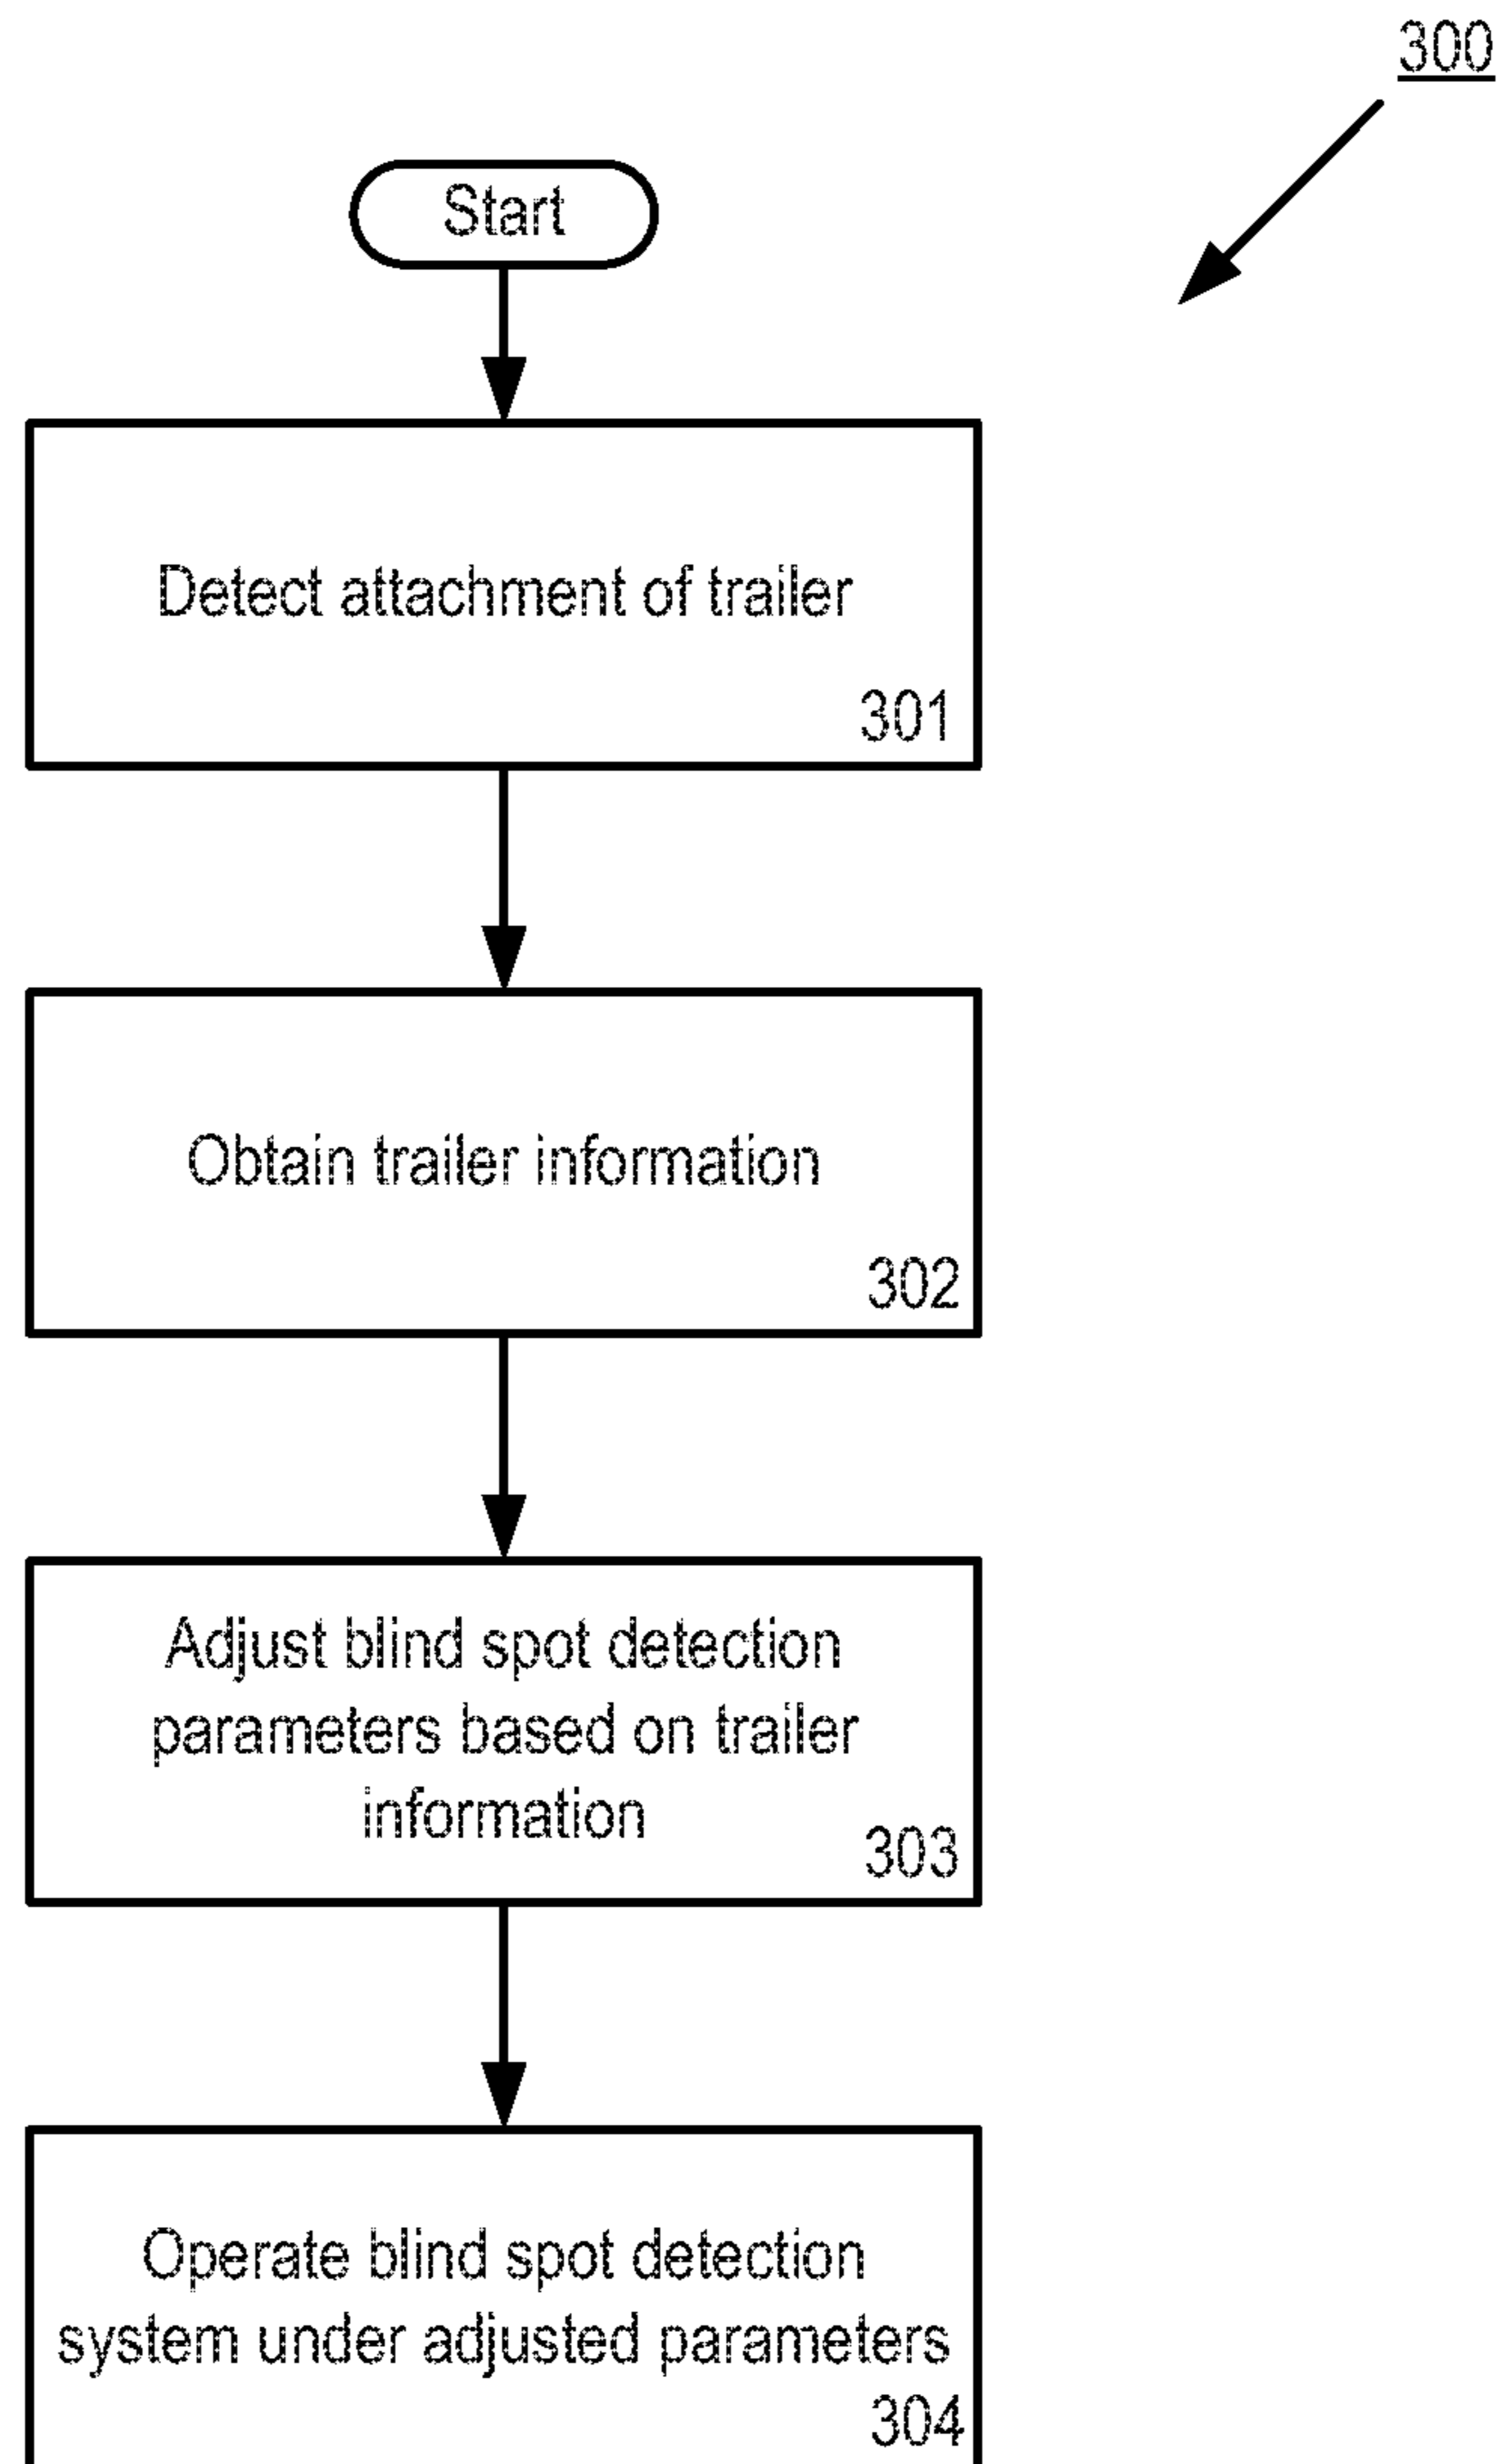 300
Start
Detect attachment of trailer
301
Obtain trailer information
302
Adjust blind spot detection
parameters based on trailer
information
303
Operate blind spot detection
system under adjusted parameters
304